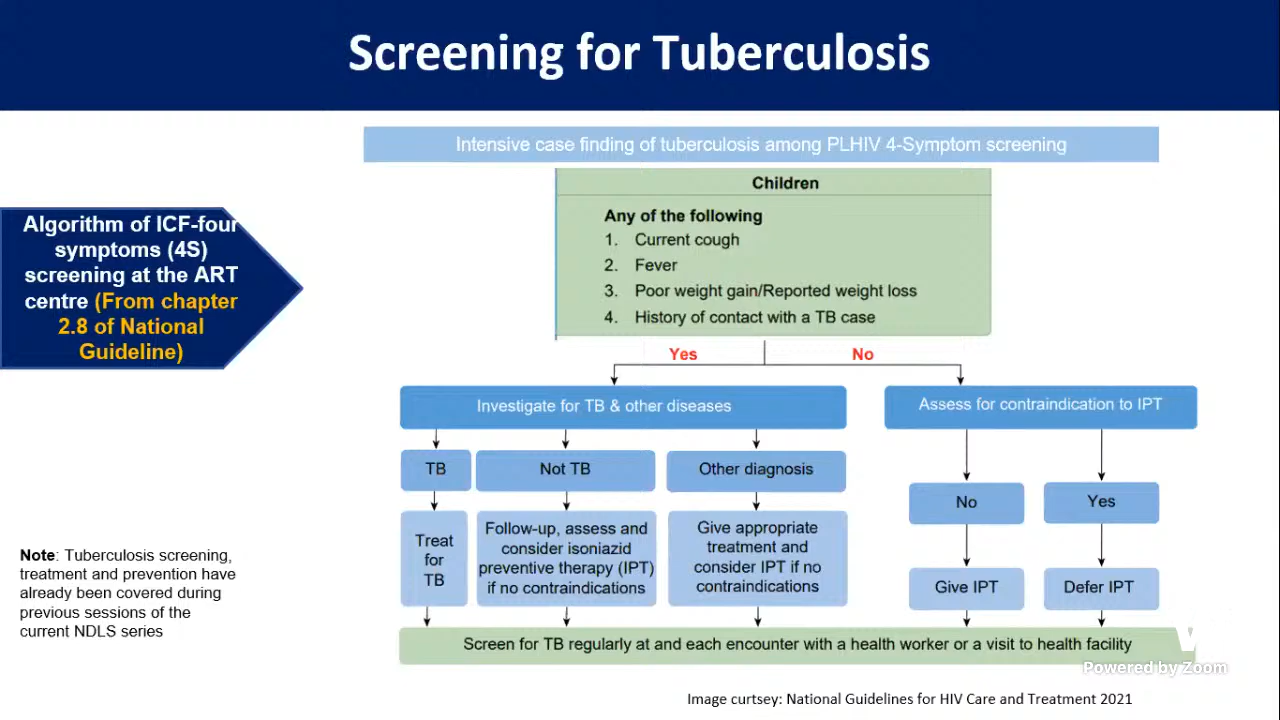 Screening for Tuberculosis
Intensive case finding of tuberculosis among PLHIV 4-Symptom screening
Algorithm of ICF-four
symptoms (4S)
screening at the ART
centre (From chapter
2.8 of National
Guideline)
Children
Any of the following
1. Current cough
2. Fever
3. Poor weight gain/Reported weight loss
4. History of contact with a TB case
Yes
No
Investigate for TB & other diseases
Assess for contraindication to IPT
TB
Not TB
Other diagnosis
No
Yes
Treat
for
TB
Follow-up, assess and
consider isoniazid
preventive therapy (IPT)
if no contraindications
Give appropriate
treatment and
consider IPT if no
contraindications
Give IPT
Defer IPT
Screen for TB regularly at and each encounter with a health worker or a visit to health facility
Note: Tuberculosis screening,
treatment and prevention have
already been covered during
previous sessions of the
current NDLS series
Powered by Zoom
Image curtsey: National Guidelines for HIV Care and Treatment 2021